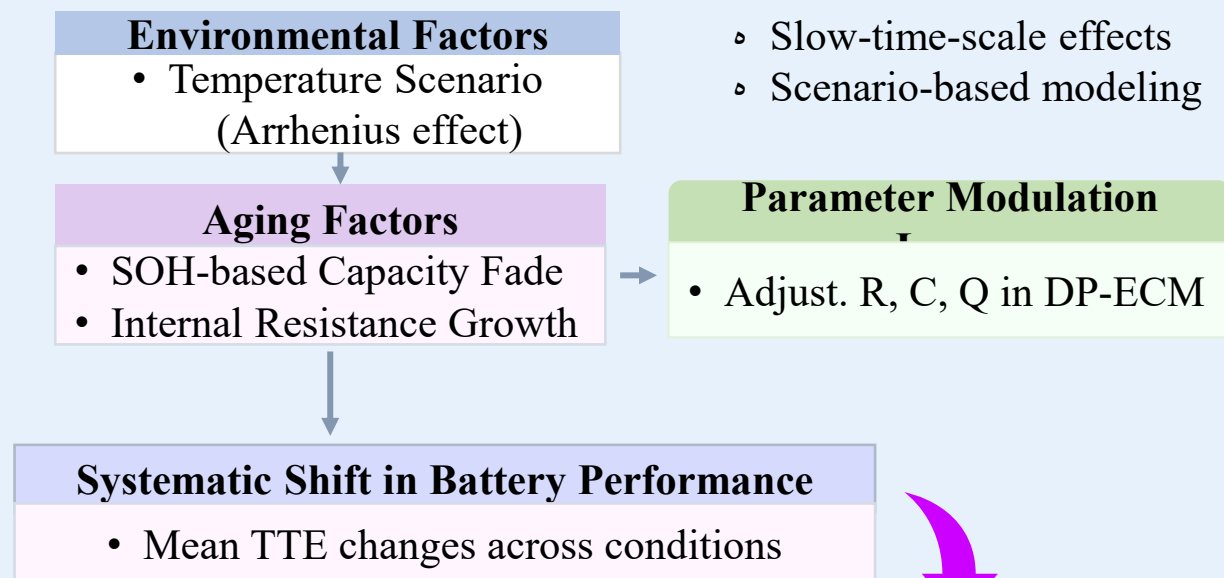 Environmental Factors
• Temperature Scenario
(Arrhenius effect)
Slow-time-scale effects
Scenario-based modeling
Aging Factors
• SOH-based Capacity Fade
• Internal Resistance Growth
Parameter Modulation
• Adjust. R, C, Q in DP-ECM
Systematic Shift in Battery Performance
• Mean TTE changes across conditions